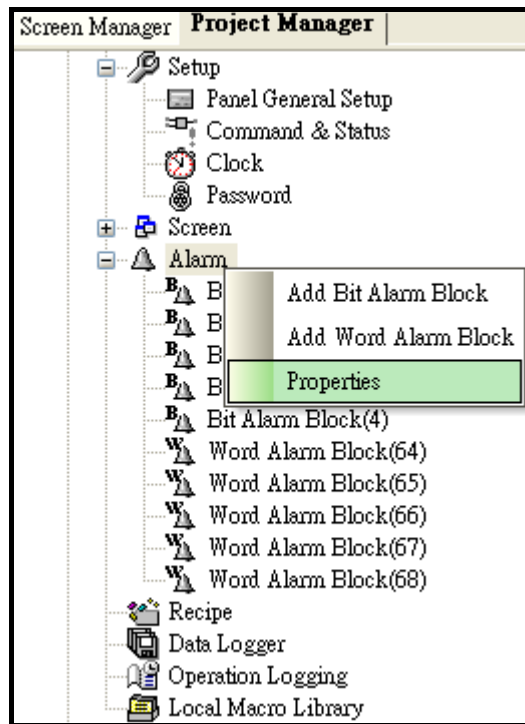 Screen Manager Project Manager
Setup
Panel General Setup
Command & Status
Clock
Password
Screen
Alarm
B B
Add Bit Alarm Block
B B
Add Word Alarm Block
B B
B B
Properties
B Bit Alarm Block(4)
W Word Alarm Block(64)
W Word Alarm Block(65)
W Word Alarm Block(66)
W Word Alarm Block(67)
W Word Alarm Block(68)
Recipe
Data Logger
Operation Logging
Local Macro Library